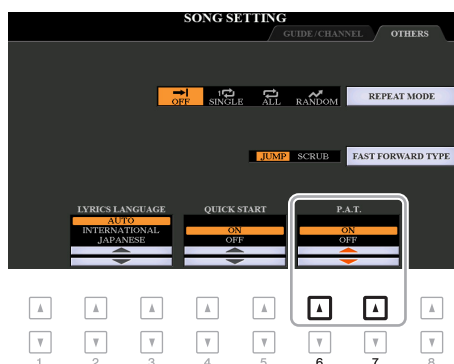 SONG SETTING
GUIDE/CHANNEL OTHERS
OFF SINGLE ALL RANDOM REPEAT MODE
JUMP SCRUB FAST FORWARD TYPE
LYRICS LANGUAGE QUICK START P.A.T.
AUTO
INTERNATIONAL ON ON
JAPANESE OFF OFF
1 2 3 4 5 6 7 8